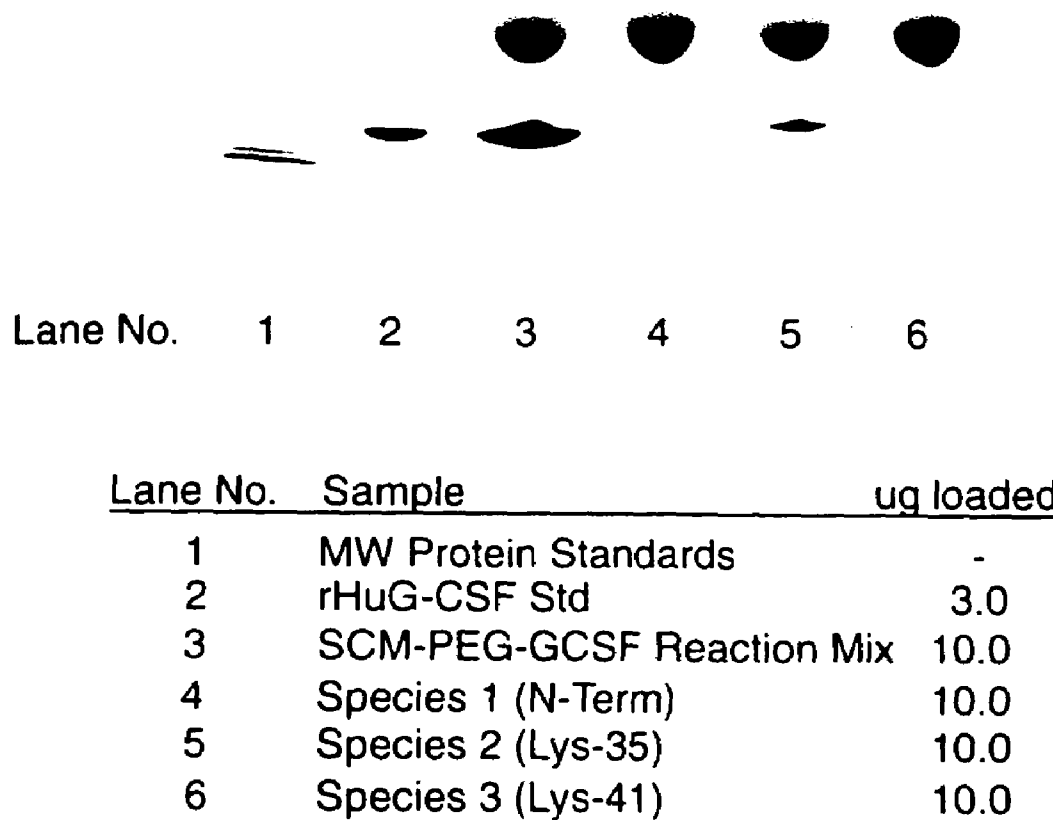 Lane No. 1 2 3 4 5 6
Lane No. Sample ug loaded
1 MW Protein Standards -
2 rHuG-CSF Std 3.0
3 SCM-PEG-GCSF Reaction Mix 10.0
4 Species 1 (N-Term) 10.0
5 Species 2 (Lys-35) 10.0
6 Species 3 (Lys-41) 10.0